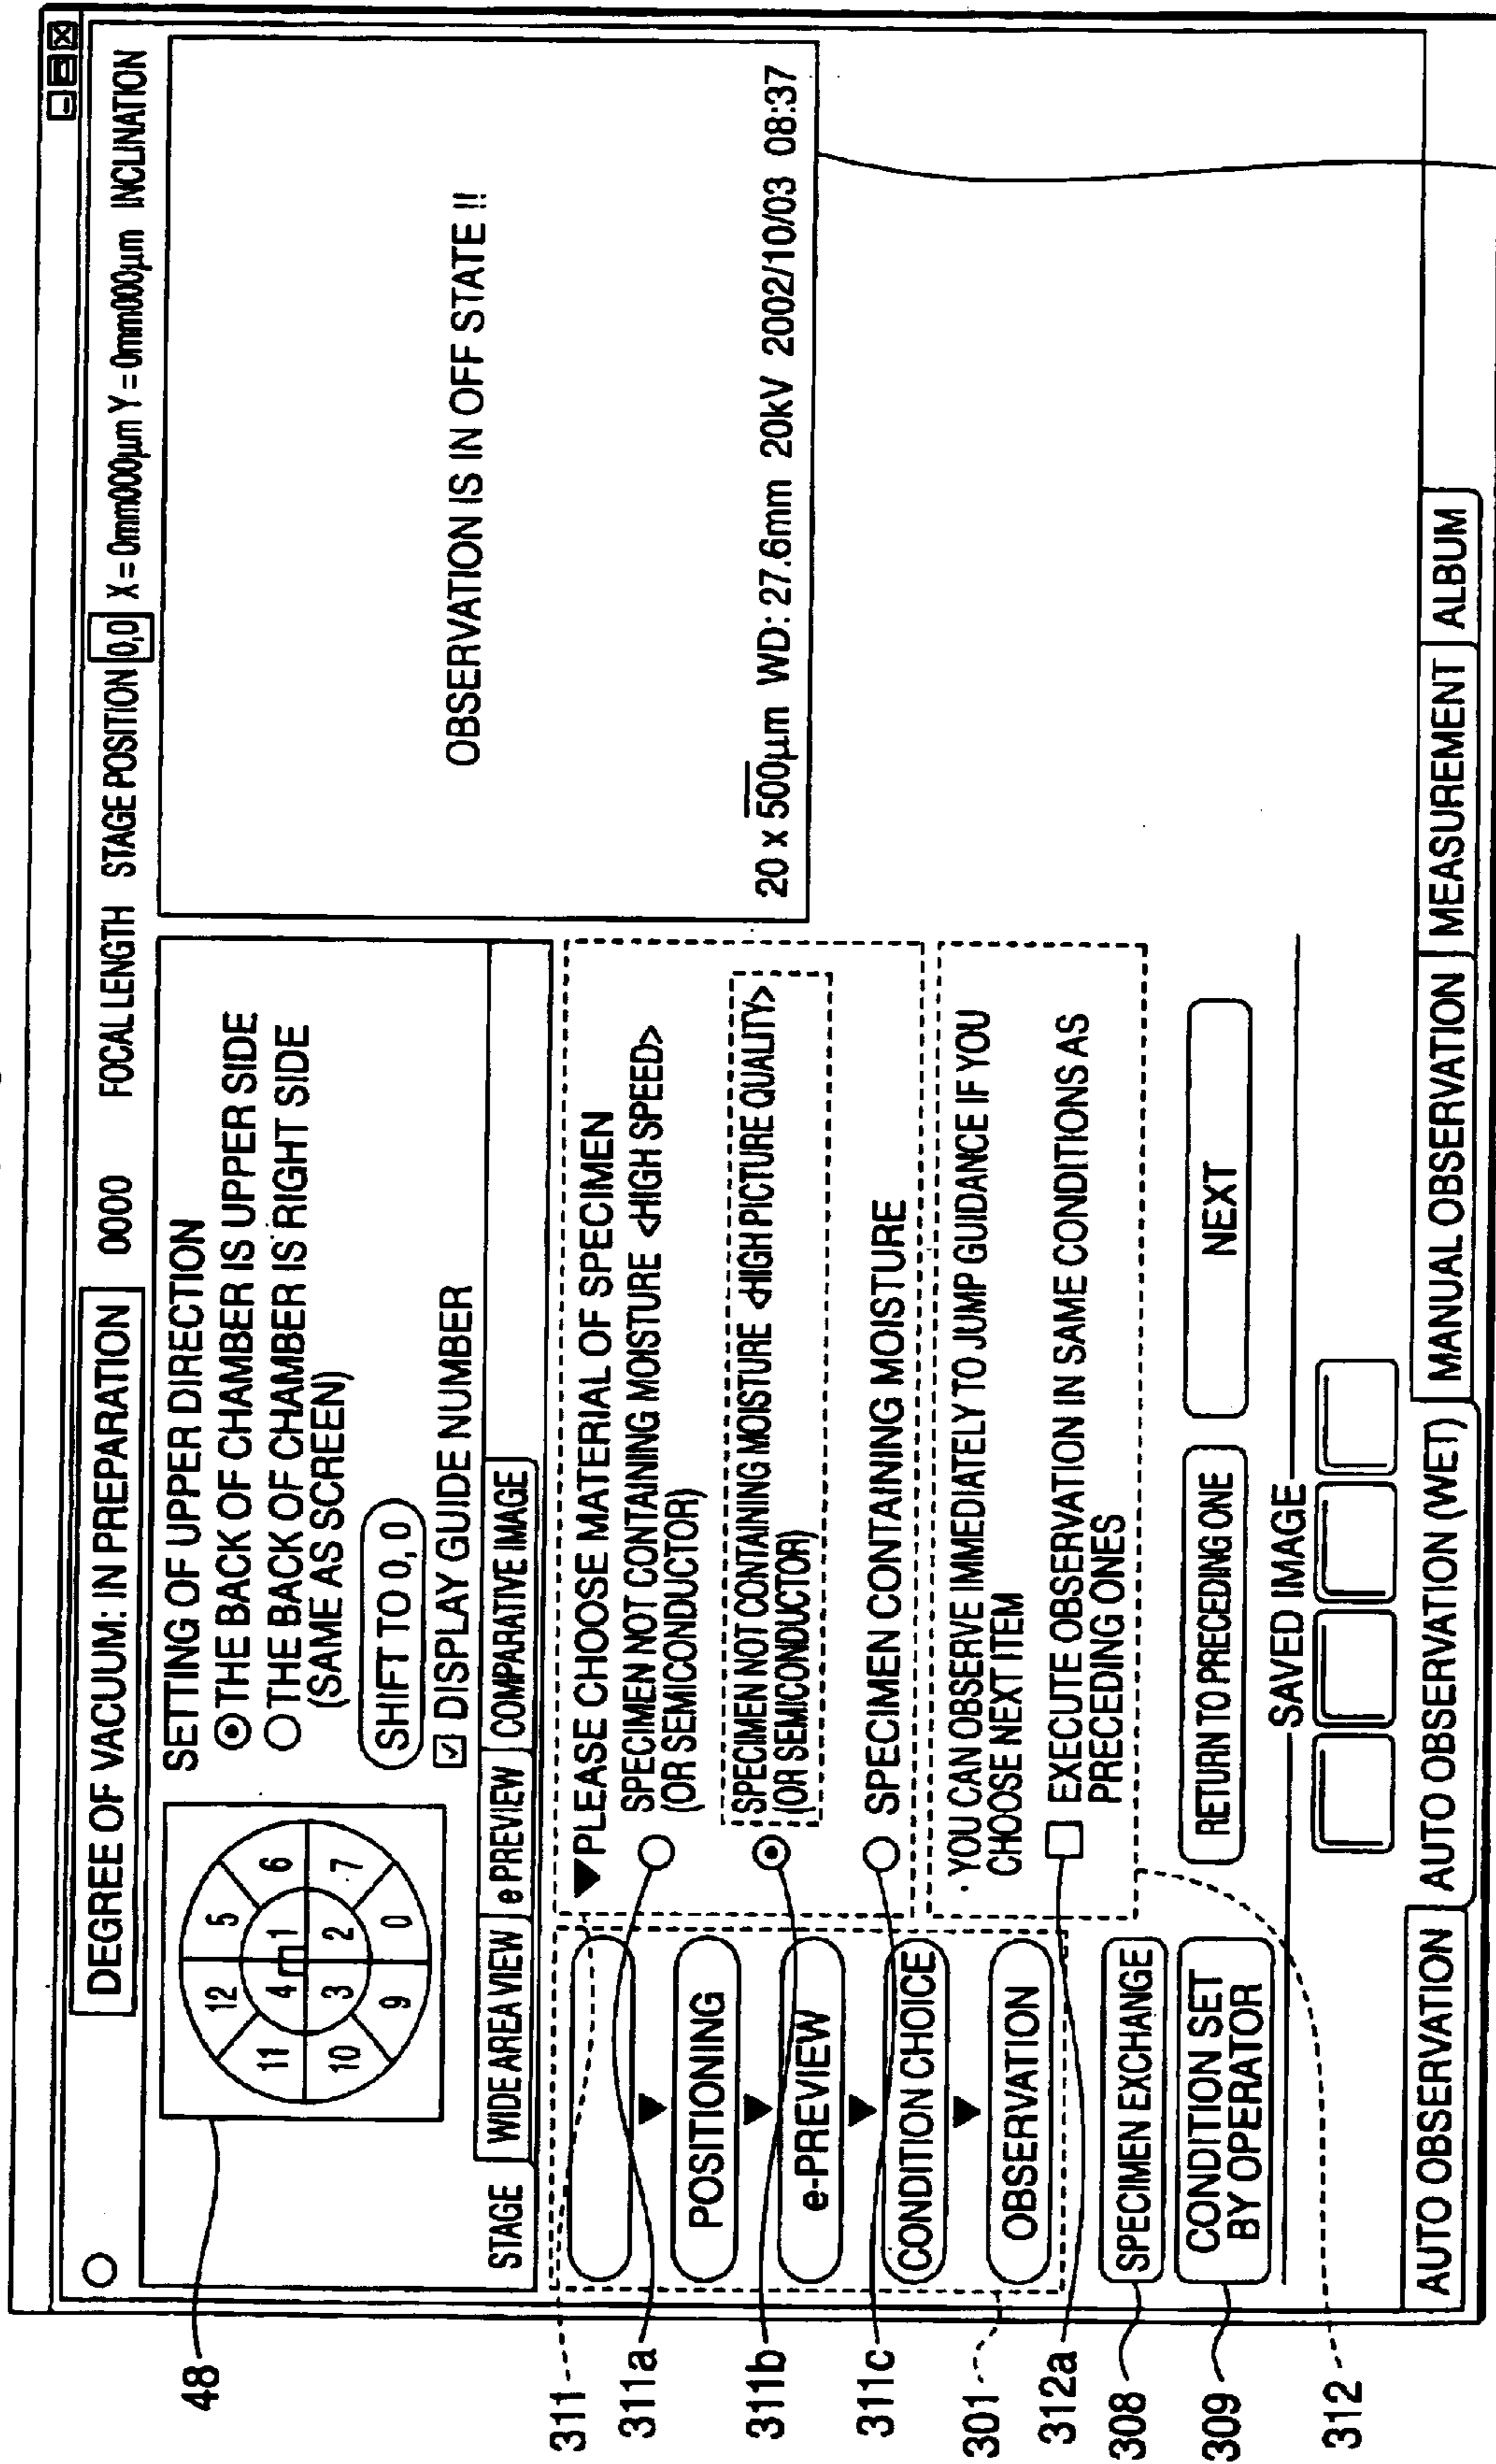 DEGREE OF VACUUM: IN PREPARATION 0000 FOCAL LENGTH STAGE POSITION 0,0 X = 0mm000µm Y = 0mm000µm INCLINATION
48
12 5
11 4 1 6
10 3 2 7
9 0
SETTING OF UPPER DIRECTION
THE BACK OF CHAMBER IS UPPER SIDE
THE BACK OF CHAMBER IS RIGHT SIDE
(SAME AS SCREEN)
SHIFT TO 0, 0
DISPLAY GUIDE NUMBER
STAGE WIDE AREA VIEW e PREVIEW COMPARATIVE IMAGE
OBSERVATION IS IN OFF STATE !!
20 x 500µm WD: 27.6mm 20kV 2002/10/03 08:37
311
311a
311b
311c
301
312a
308
309
312
POSITIONING
e-PREVIEW
CONDITION CHOICE
OBSERVATION
SPECIMEN EXCHANGE
CONDITION SET
BY OPERATOR
▼PLEASE CHOOSE MATERIAL OF SPECIMEN
SPECIMEN NOT CONTAINING MOISTURE <HIGH SPEED>
(OR SEMICONDUCTOR)
SPECIMEN NOT CONTAINING MOISTURE <HIGH PICTURE QUALITY>
(OR SEMICONDUCTOR)
SPECIMEN CONTAINING MOISTURE
· YOU CAN OBSERVE IMMEDIATELY TO JUMP GUIDANCE IF YOU
CHOOSE NEXT ITEM
EXECUTE OBSERVATION IN SAME CONDITIONS AS
PRECEDING ONES
RETURN TO PRECEDING ONE NEXT
SAVED IMAGE
AUTO OBSERVATION AUTO OBSERVATION (WET) MANUAL OBSERVATION MEASUREMENT ALBUM